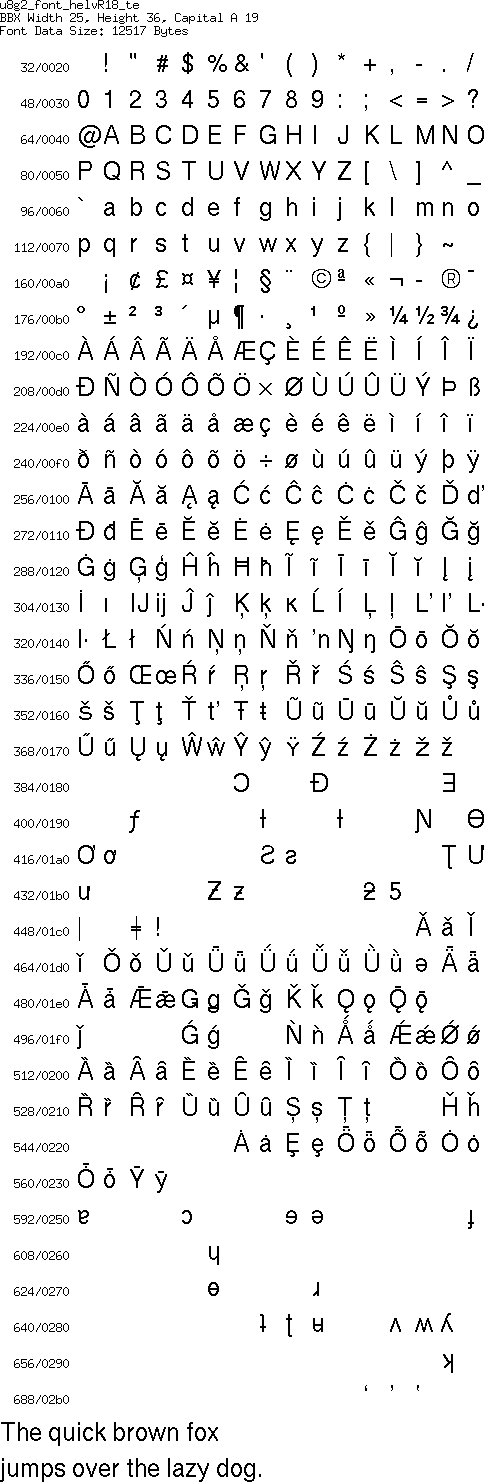 u8g2_font_helvR18_te
BBX Width 25, Height 36, Capital A 19
Font Data Size: 12517 Bytes
32/0020 ! " # $ % & ' ( ) * + , - . /
48/0030 0 1 2 3 4 5 6 7 8 9 : ; < = > ?
64/0040 @ A B C D E F G H I J K L M N O
80/0050 P Q R S T U V W X Y Z [ \ ] ^ _
96/0060 ` a b c d e f g h i j k l m n o
112/0070 p q r s t u v w x y z { | } ~
160/00a0 ¡ ¢ £ ¤ ¥ ¦ § ¨ © ª « ¬ - ® ¯
176/00b0 ° ± ² ³ ´ µ ¶ · ¸ ¹ º » ¼ ½ ¾ ¿
192/00c0 À Á Â Ã Ä Å Æ Ç È É Ê Ë Ì Í Î Ï
208/00d0 Ð Ñ Ò Ó Ô Õ Ö × Ø Ù Ú Û Ü Ý Þ ß
224/00e0 à á â ã ä å æ ç è é ê ë ì í î ï
240/00f0 ð ñ ò ó ô õ ö ÷ ø ù ú û ü ý þ ÿ
256/0100 Ā ā Ă ă Ą ą Ć ć Ĉ ĉ Ċ ċ Č č Ď ď
272/0110 Đ đ Ē ē Ĕ ĕ Ė ė Ę ę Ě ě Ĝ ĝ Ğ ğ
288/0120 Ġ ġ Ģ ģ Ĥ ĥ Ħ ħ Ĩ ĩ Ī ī Ĭ ĭ Į į
304/0130 İ ı Ĳ ĳ Ĵ ĵ Ķ ķ ĸ Ĺ ĺ Ļ ļ Ľ ľ Ŀ
320/0140 ŀ Ł ł Ń ń Ņ ņ Ň ň ŉ Ŋ ŋ Ō ō Ŏ ŏ
336/0150 Ő ő Œ œ Ŕ ŕ Ŗ ŗ Ř ř Ś ś Ŝ ŝ Ş ş
352/0160 Š š Ţ ţ Ť ť Ŧ ŧ Ũ ũ Ū ū Ŭ ŭ Ů ů
368/0170 Ű ű Ų ų Ŵ ŵ Ŷ ŷ Ÿ Ź ź Ż ż Ž ž
384/0180 Ɔ Ɖ Ǝ
400/0190 ƒ ƚ ƚ Ɲ Ɵ
416/01a0 Ơ ơ Ƨ ƨ Ʈ Ư
432/01b0 ư Ƶ ƶ ƻ 5
448/01c0 ǀ ǂ ǃ Ǎ ǎ Ǐ
464/01d0 ǐ Ǒ ǒ Ǔ ǔ Ǖ ǖ Ǘ ǘ Ǚ ǚ Ǜ ǜ ǝ Ǟ ǟ
480/01e0 Ǡ ǡ Ǣ ǣ Ǥ ǥ Ǧ ǧ Ǩ ǩ Ǫ ǫ Ǭ ǭ
496/01f0 ǰ Ǵ ǵ Ǹ ǹ Ǻ ǻ Ǽ ǽ Ǿ ǿ
512/0200 Ȁ ȁ Ȃ ȃ Ȅ ȅ Ȇ ȇ Ȉ ȉ Ȋ ȋ Ȍ ȍ Ȏ ȏ
528/0210 Ȑ ȑ Ȓ ȓ Ȕ ȕ Ȗ ȗ Ș ș Ț ț Ȟ ȟ
544/0220 Ȧ ȧ Ȩ ȩ Ȫ ȫ Ȭ ȭ Ȯ ȯ
560/0230 Ȱ ȱ Ȳ ȳ
592/0250 ɐ ɔ ɘ ə ɟ
608/0260 ɥ
624/0270 ɵ ɹ
640/0280 ʇ ʈ ʉ ʌ ʍ ʎ
656/0290 ʞ
688/02b0 ʻ ʼ ʽ
The quick brown fox
jumps over the lazy dog.